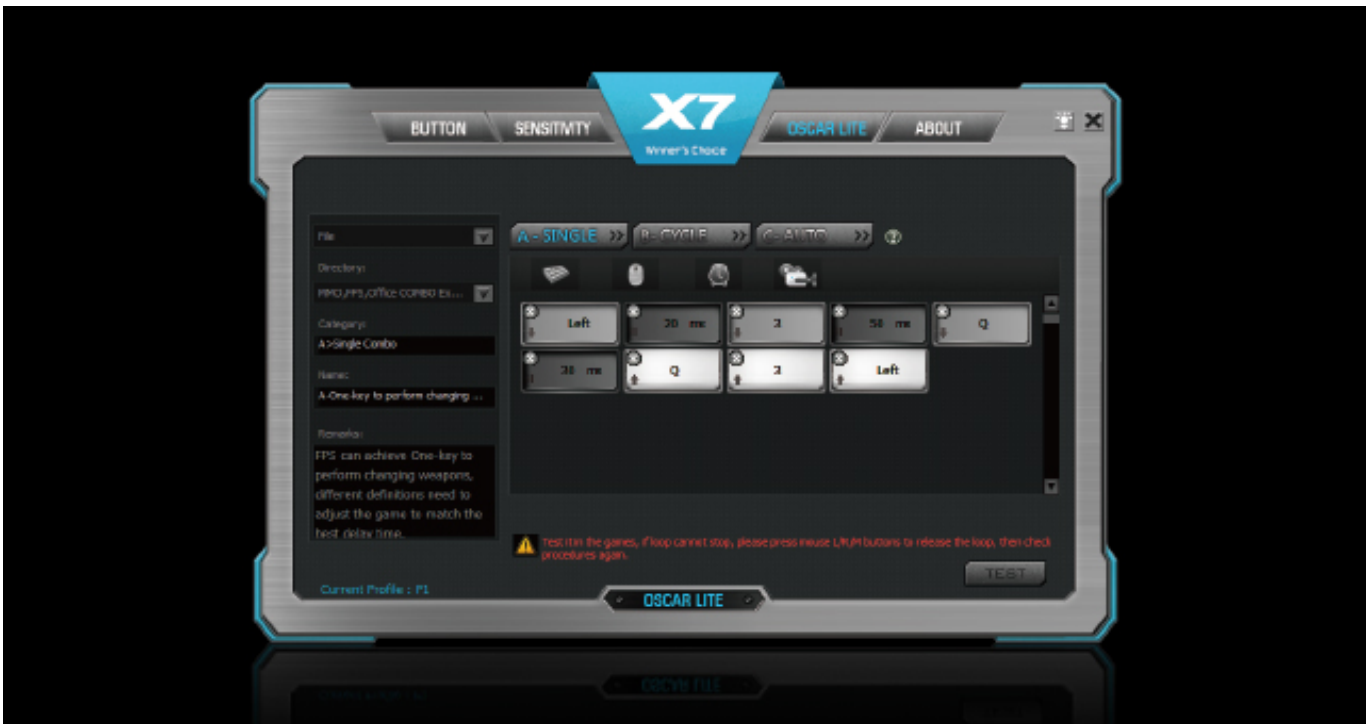 X7
BUTTON
SENSITIVITY
OSCAR LITE
ABOUT
Winner's Choice
File
A - SINGLE >>
B- CYCLE >>
C- AUTO >>
Directory:
MMO,FPS,Office COMBO Ex...
Category:
A>Single Combo
Name:
A-One-key to perform changing ...
Remarks:
FPS can achieve One-key to
perform changing weapons,
different definitions need to
adjust the game to match the
best delay time.
Left
ms
50 ms
Q
ms
Q
Left
Test it in the games, if loop cannot stop, please press mouse L/R/M buttons to release the loop, then check
procedures again.
TEST
Current Profile : P1
OSCAR LITE